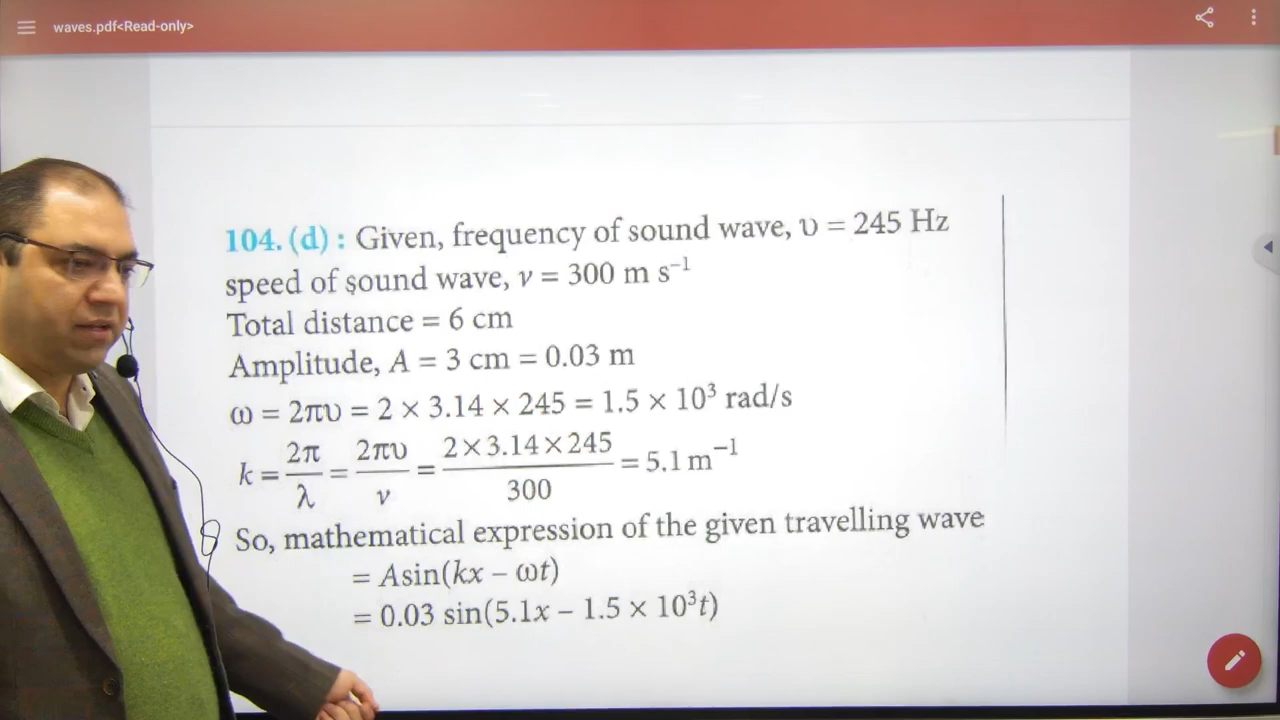 waves.pdf<Read-only>
104. (d) : Given, frequency of sound wave, υ = 245 Hz
speed of sound wave, v = 300 m s⁻¹
Total distance = 6 cm
Amplitude, A = 3 cm = 0.03 m
ω = 2πυ = 2 × 3.14 × 245 = 1.5 × 10³ rad/s
k = 2π/λ = 2πυ/v = 2×3.14×245/300 = 5.1 m⁻¹
So, mathematical expression of the given travelling wave
= Asin(kx – ωt)
= 0.03 sin(5.1x – 1.5 × 10³t)